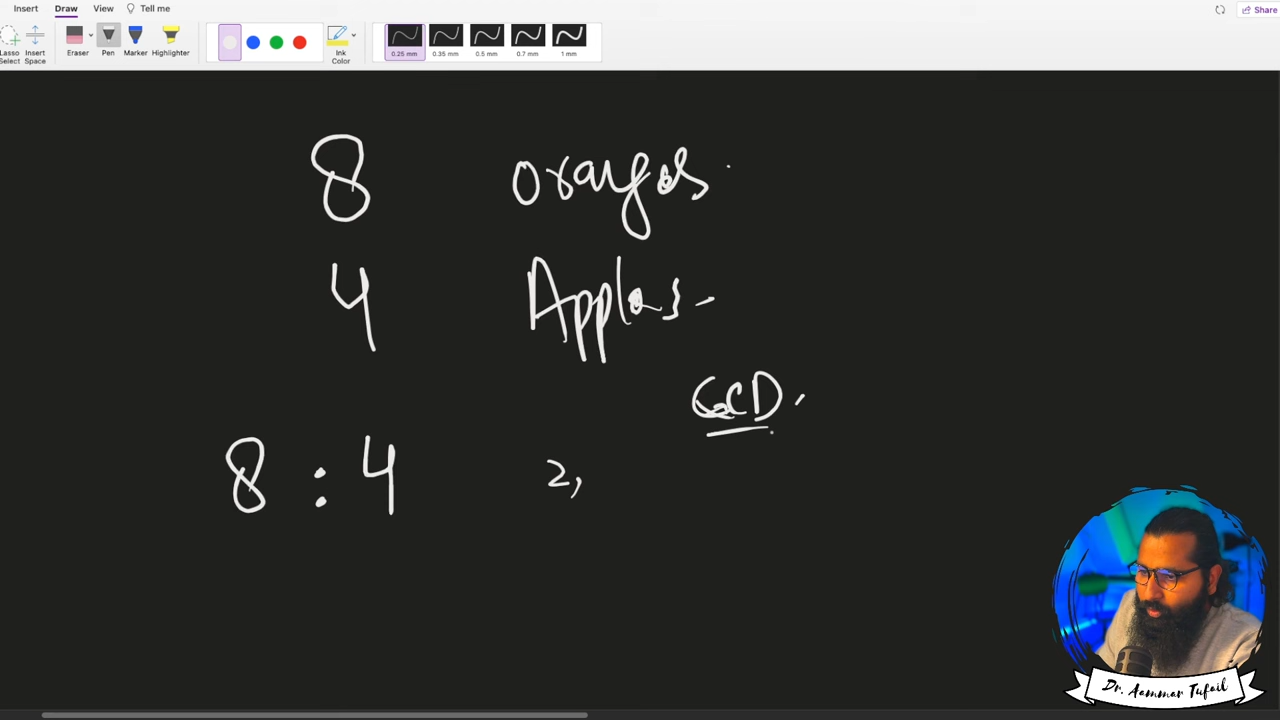 Insert Draw View Tell me Share
Lasso Select Insert Space Eraser Pen Marker Highlighter Ink Color 0.25 mm 0.35 mm 0.5 mm 0.7 mm 1 mm
8 oranges.
4 Apples -
GCD,
8 : 4 2,
Dr. Aammar Tufail